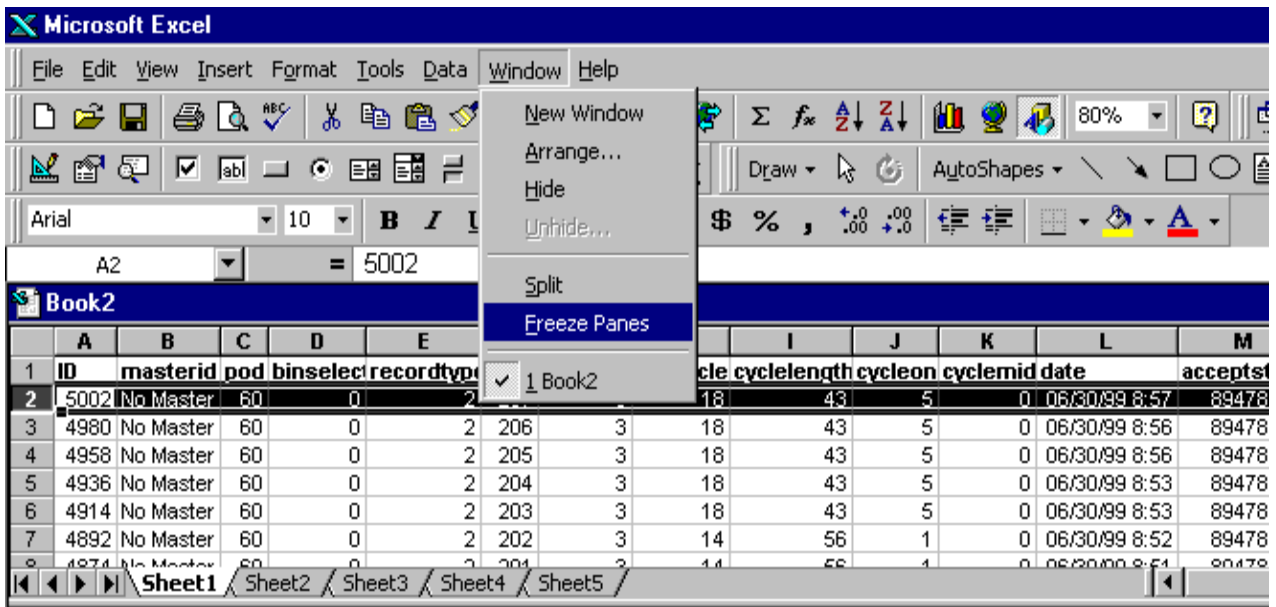 Microsoft Excel
File Edit View Insert Format Tools Data Window Help
ABC Σ fx A Z Z A 80% ?
ab Draw AutoShapes
Arial 10 B I U $ % , .0 .00 .00 .0 A
A2 = 5002
New Window
Arrange...
Hide
Unhide...
Split
Freeze Panes
1 Book2
Book2
A B C D E I J K L M
1 ID masterid pod binselect recordtype cle cyclelength cycleon cyclemid date acceptst
2 5002 No Master 60 0 2 18 43 5 0 06/30/99 8:57 89478
3 4980 No Master 60 0 2 206 3 18 43 5 0 06/30/99 8:56 89478
4 4958 No Master 60 0 2 205 3 18 43 5 0 06/30/99 8:56 89478
5 4936 No Master 60 0 2 204 3 18 43 5 0 06/30/99 8:53 89478
6 4914 No Master 60 0 2 203 3 18 43 5 0 06/30/99 8:53 89478
7 4892 No Master 60 0 2 202 3 14 56 1 0 06/30/99 8:52 89478
Sheet1 Sheet2 Sheet3 Sheet4 Sheet5